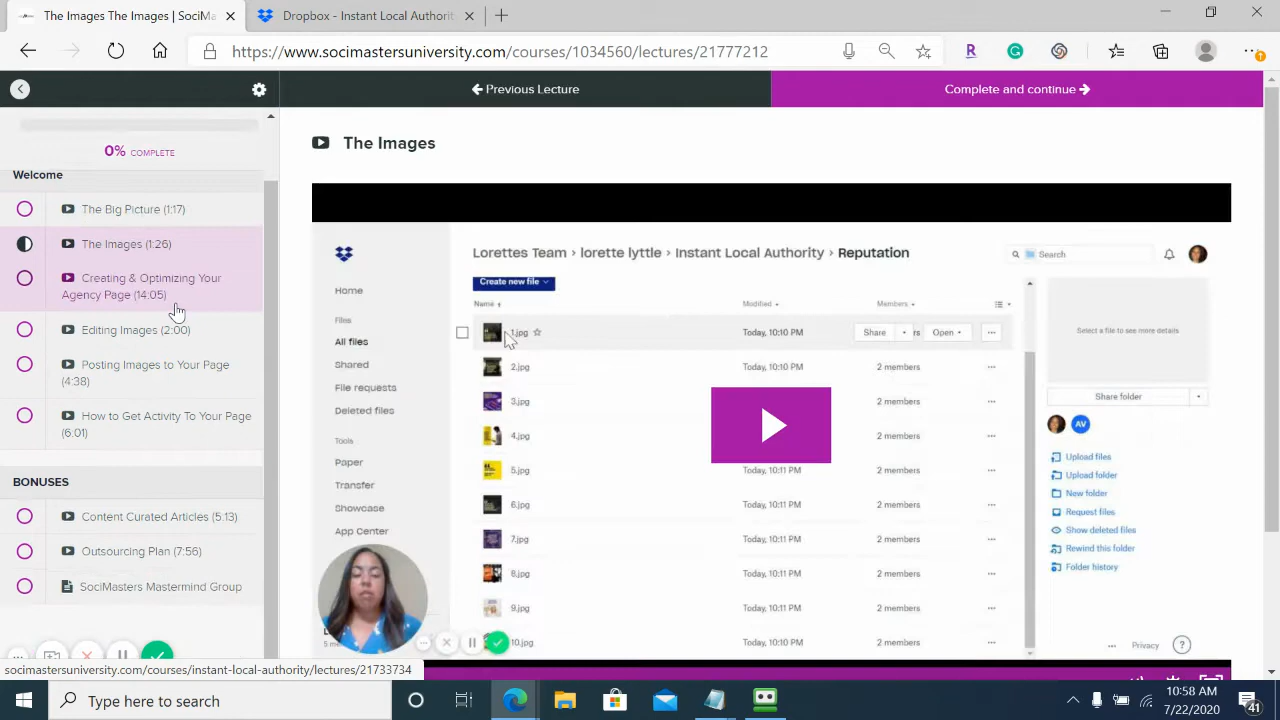 The Images
Dropbox - Instant Local Authority
https://www.socimastersuniversity.com/courses/1034560/lectures/21777212
Previous Lecture
Complete and continue
0% COMPLETE
Welcome
The Big Picture (1:17)
The Images (1:26)
Creating & Optimizing Your
Agency Page (4:05)
Editing Images (2:00)
Posting Images to Your Page
(4:38)
How to Get Activity to Your Page
(6:01)
BONUSES
Content Curated Articles (5:13)
Outsourcing Plan (7:58)
SociMasters Mastermind Group
The Images
Lorettes Team › lorette lyttle › Instant Local Authority › Reputation
Search
Home
Files
All files
Shared
File requests
Deleted files
Tools
Paper
Transfer
Showcase
App Center
Create new file
Name
Modified
Members
1.jpg Today, 10:10 PM rs Share Open
2.jpg Today, 10:10 PM 2 members
3.jpg Today, 10:10 PM 2 members
4.jpg Today, 10:10 PM 2 members
5.jpg Today, 10:11 PM 2 members
6.jpg Today, 10:11 PM 2 members
7.jpg Today, 10:11 PM 2 members
8.jpg Today, 10:11 PM 2 members
9.jpg Today, 10:11 PM 2 members
10.jpg Today, 10:10 PM 2 members
Select a file to see more details
Share folder
AV
Upload files
Upload folder
New folder
Request files
Show deleted files
Rewind this folder
Folder history
Privacy
?
socimastersuniversity.com/courses/instant-local-authority/lectures/21733734
Type here to search
10:58 AM
7/22/2020
41